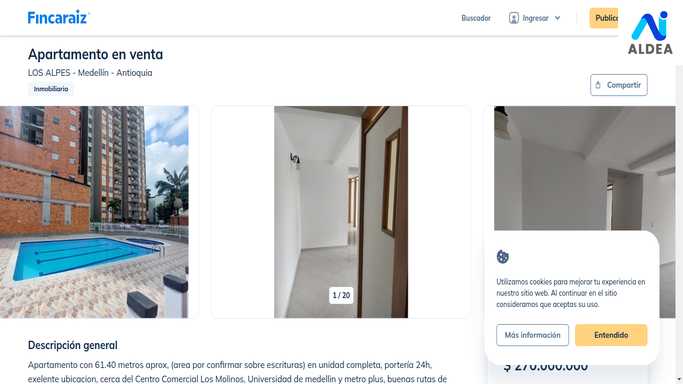 Fincaraiz
Buscador
Ingresar
Public
ALDEA
Apartamento en venta
LOS ALPES - Medellín - Antioquia
Inmobiliario
Compartir
1 / 20
Utilizamos cookies para mejorar tu experiencia en
nuestro sitio web. Al continuar en el sitio
consideramos que aceptas su uso.
Más información
Entendido
$ 270.000.000
Descripción general
Apartamento con 61.40 metros aprox, (area por confirmar sobre escrituras) en unidad completa, portería 24h,
exelente ubicacion, cerca del Centro Comercial Los Molinos, Universidad de medellin y metro plus, buenas rutas de